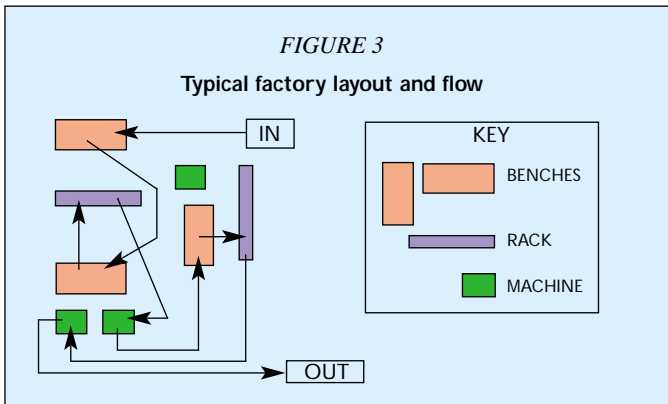 FIGURE 3
Typical factory layout and flow
IN
KEY
BENCHES
RACK
MACHINE
OUT